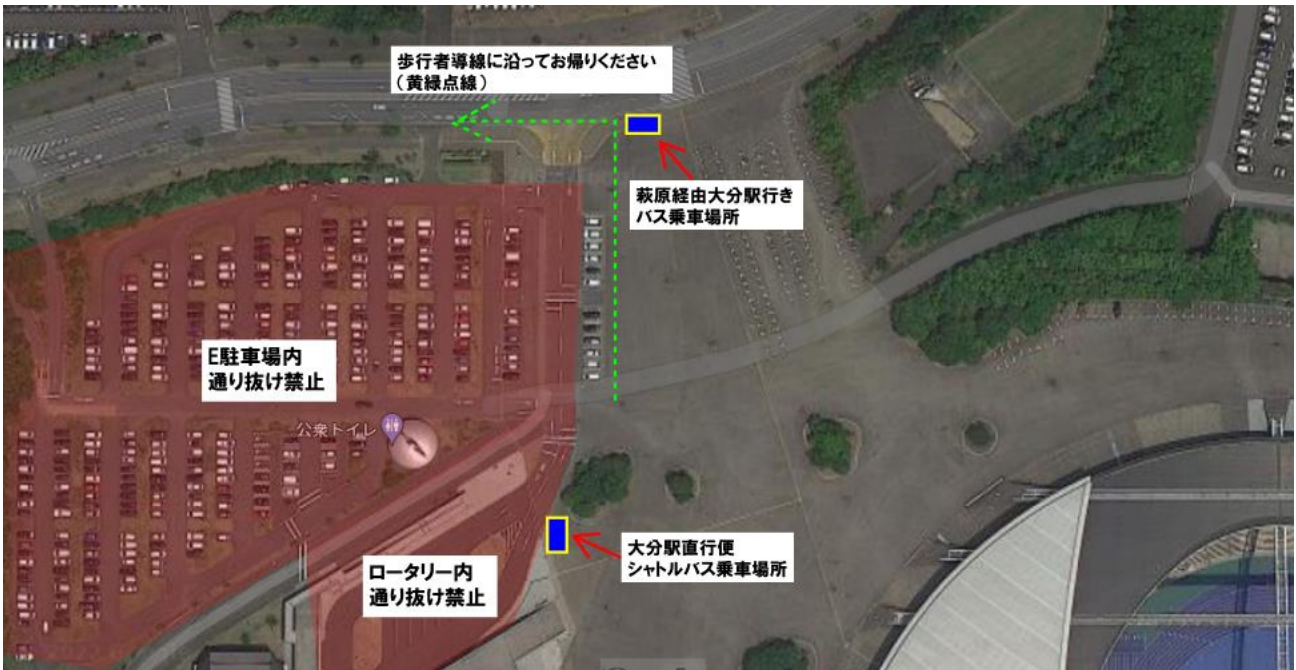 歩行者導線に沿ってお帰りください
（黄緑点線）
萩原経由大分駅行き
バス乗車場所
E駐車場内
通り抜け禁止
公衆トイレ
大分駅直行便
シャトルバス乗車場所
ロータリー内
通り抜け禁止